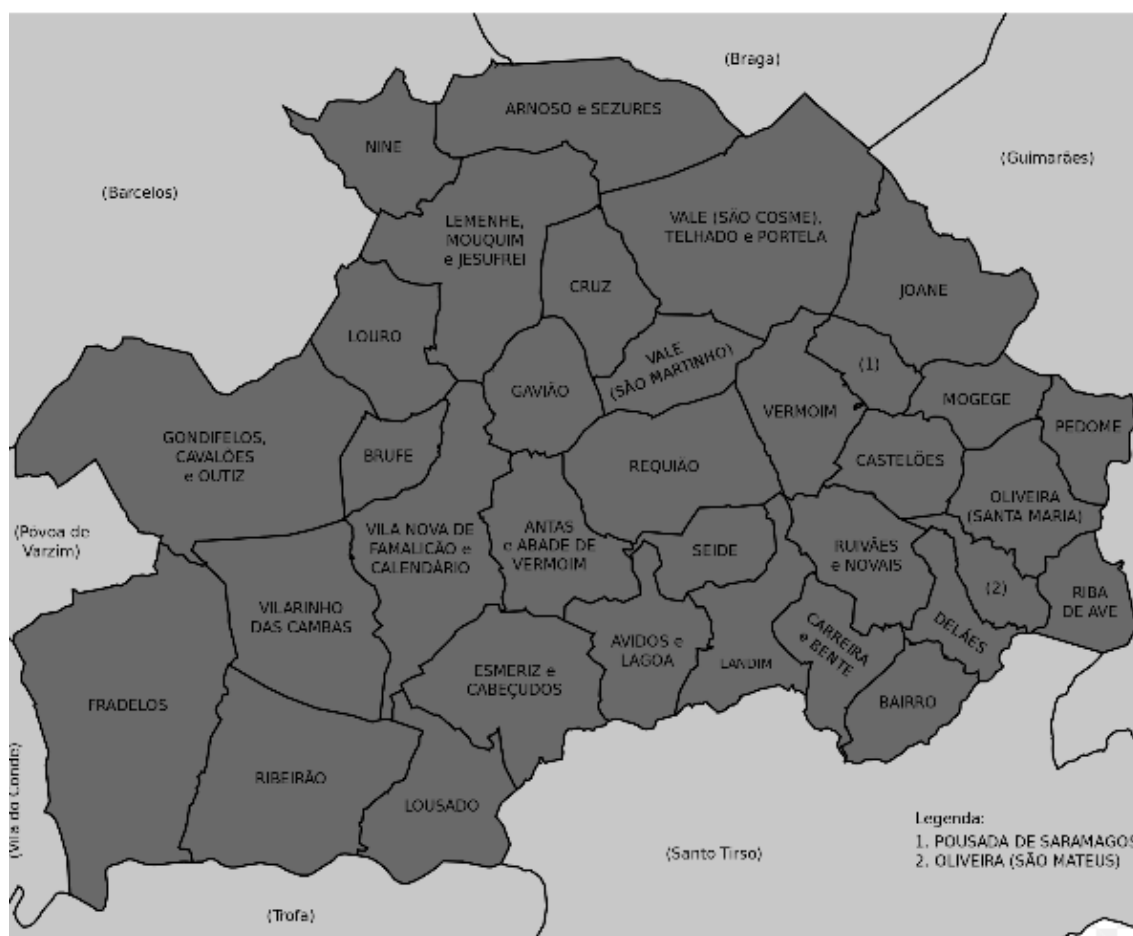 (Braga)
ARNOSO e SEZURES
NINE
(Guimarães)
(Barcelos)
LEMENHE,
MOUQUIM
e JESUFREI
VALE (SÃO COSME),
TELHADO e PORTELA
CRUZ
JOANE
LOURO
VALE
(SÃO MARTINHO)
(1)
GAVIÃO
VERMOIM
MOGEGE
PEDOME
GONDIFELOS,
CAVALÕES
e OUTIZ
BRUFE
REQUIÃO
CASTELÕES
OLIVEIRA
(SANTA MARIA)
(Póvoa de
Varzim)
VILA NOVA DE
FAMALICÃO e
CALENDÁRIO
ANTAS
e ABADE DE
VERMOIM
SEIDE
RUIVÃES
e NOVAIS
(2)
RIBA
DE AVE
VILARINHO
DAS CAMBAS
DELÃES
CARREIRA
e BENTE
AVIDOS e
LAGOA
LANDIM
ESMERIZ e
CABEÇUDOS
FRADELOS
BAIRRO
RIBEIRÃO
LOUSADO
(Vila do Conde)
Legenda:
1. POUSADA DE SARAMAGOS
2. OLIVEIRA (SÃO MATEUS)
(Santo Tirso)
(Trofa)